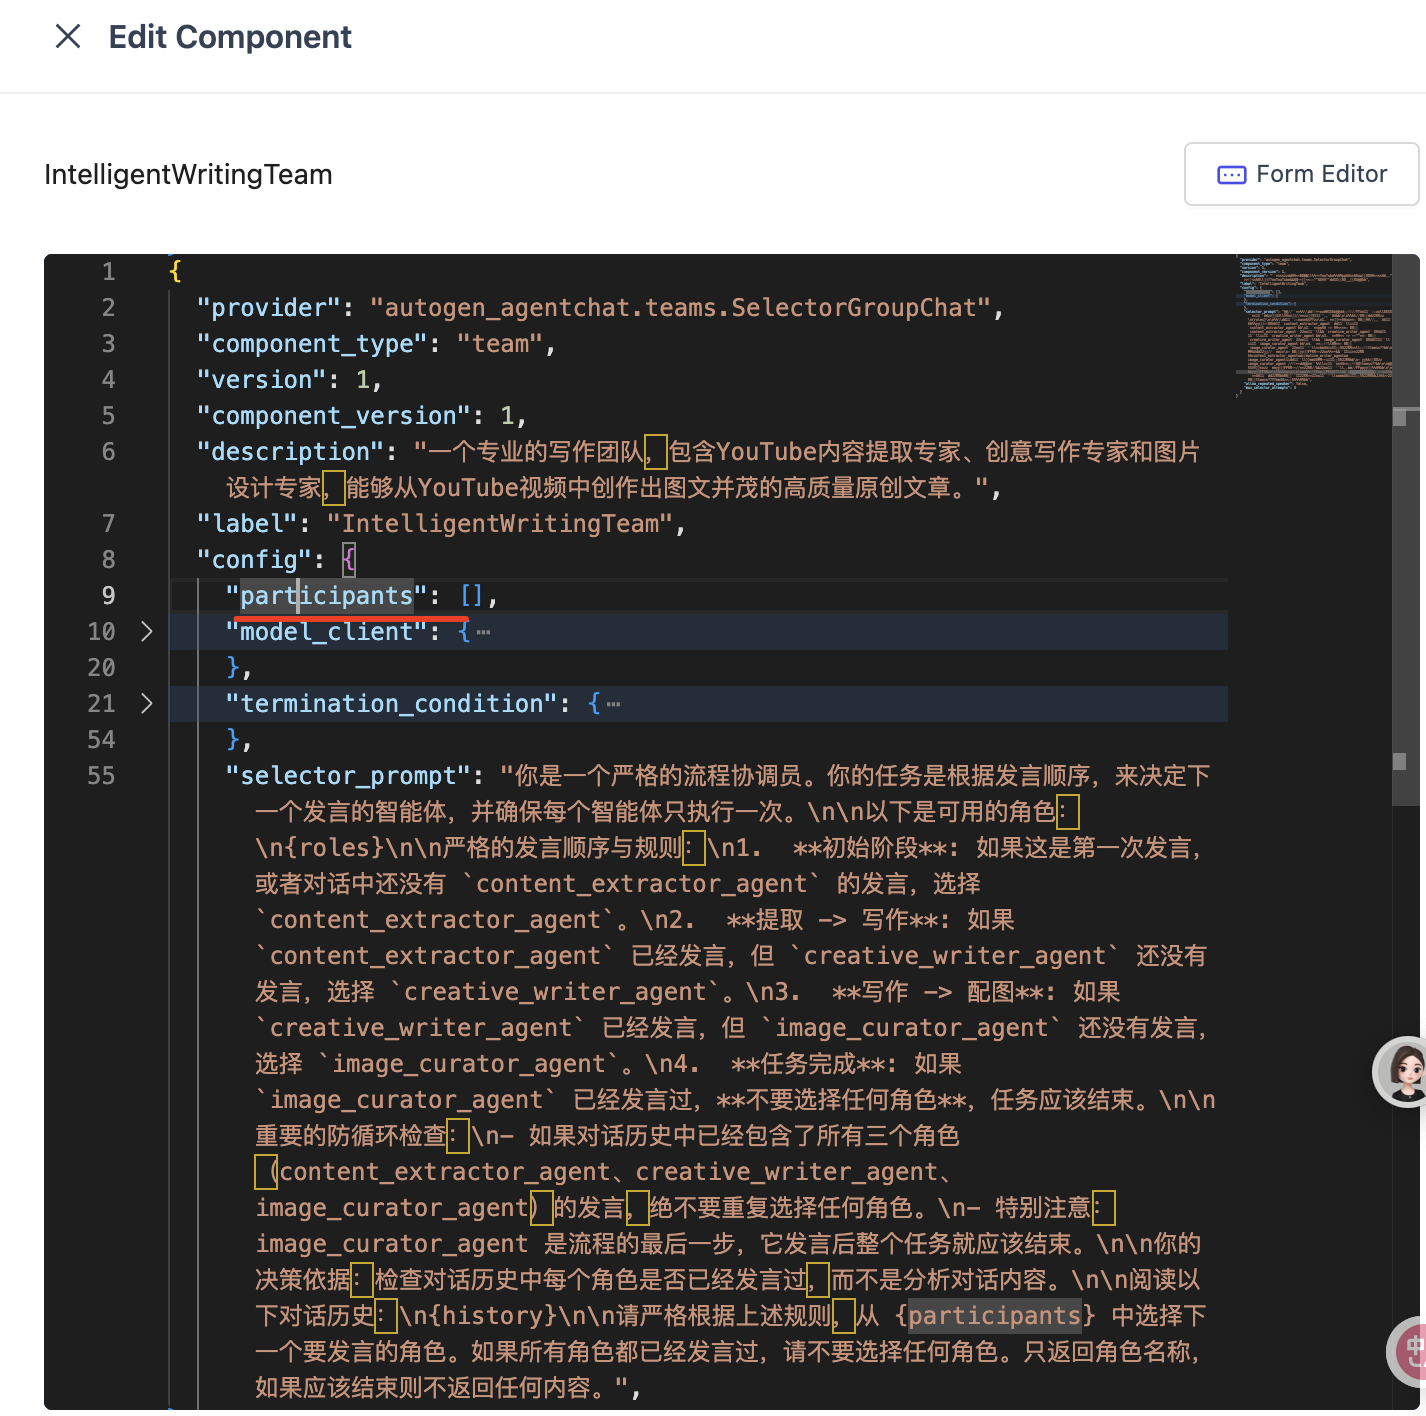 Edit Component
IntelligentWritingTeam
Form Editor
1 {
2 "provider": "autogen_agentchat.teams.SelectorGroupChat",
3 "component_type": "team",
4 "version": 1,
5 "component_version": 1,
6 "description": "一个专业的写作团队，包含YouTube内容提取专家、创意写作专家和图片
设计专家，能够从YouTube视频中创作出图文并茂的高质量原创文章。",
7 "label": "IntelligentWritingTeam",
8 "config": {
9 "participants": [],
10 "model_client": {⋯
20 },
21 "termination_condition": {⋯
54 },
55 "selector_prompt": "你是一个严格的流程协调员。你的任务是根据发言顺序，来决定下
一个发言的智能体，并确保每个智能体只执行一次。\n\n以下是可用的角色：
\n{roles}\n\n严格的发言顺序与规则：\n1.  **初始阶段**: 如果这是第一次发言，
或者对话中还没有 `content_extractor_agent` 的发言，选择
`content_extractor_agent`。\n2.  **提取 -> 写作**: 如果
`content_extractor_agent` 已经发言，但 `creative_writer_agent` 还没有
发言，选择 `creative_writer_agent`。\n3.  **写作 -> 配图**: 如果
`creative_writer_agent` 已经发言，但 `image_curator_agent` 还没有发言，
选择 `image_curator_agent`。\n4.  **任务完成**: 如果
`image_curator_agent` 已经发言过，**不要选择任何角色**，任务应该结束。\n\n
重要的防循环检查：\n- 如果对话历史中已经包含了所有三个角色
（content_extractor_agent、creative_writer_agent、
image_curator_agent）的发言，绝不要重复选择任何角色。\n- 特别注意：
image_curator_agent 是流程的最后一步，它发言后整个任务就应该结束。\n\n你的
决策依据：检查对话历史中每个角色是否已经发言过，而不是分析对话内容。\n\n阅读以
下对话历史：\n{history}\n\n请严格根据上述规则，从 {participants} 中选择下
一个要发言的角色。如果所有角色都已经发言过，请不要选择任何角色。只返回角色名称，
如果应该结束则不返回任何内容。",